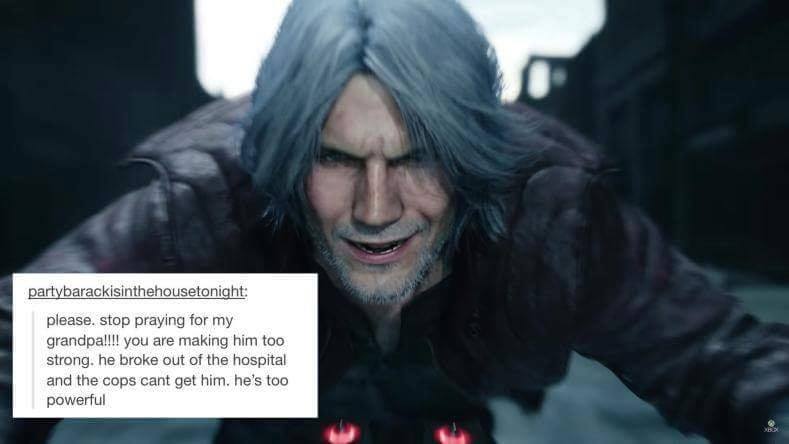 partybarackisinthehousetonight:
please. stop praying for my
grandpa!!!! you are making him too
strong. he broke out of the hospital
and the cops cant get him. he's too
powerful
XBOX